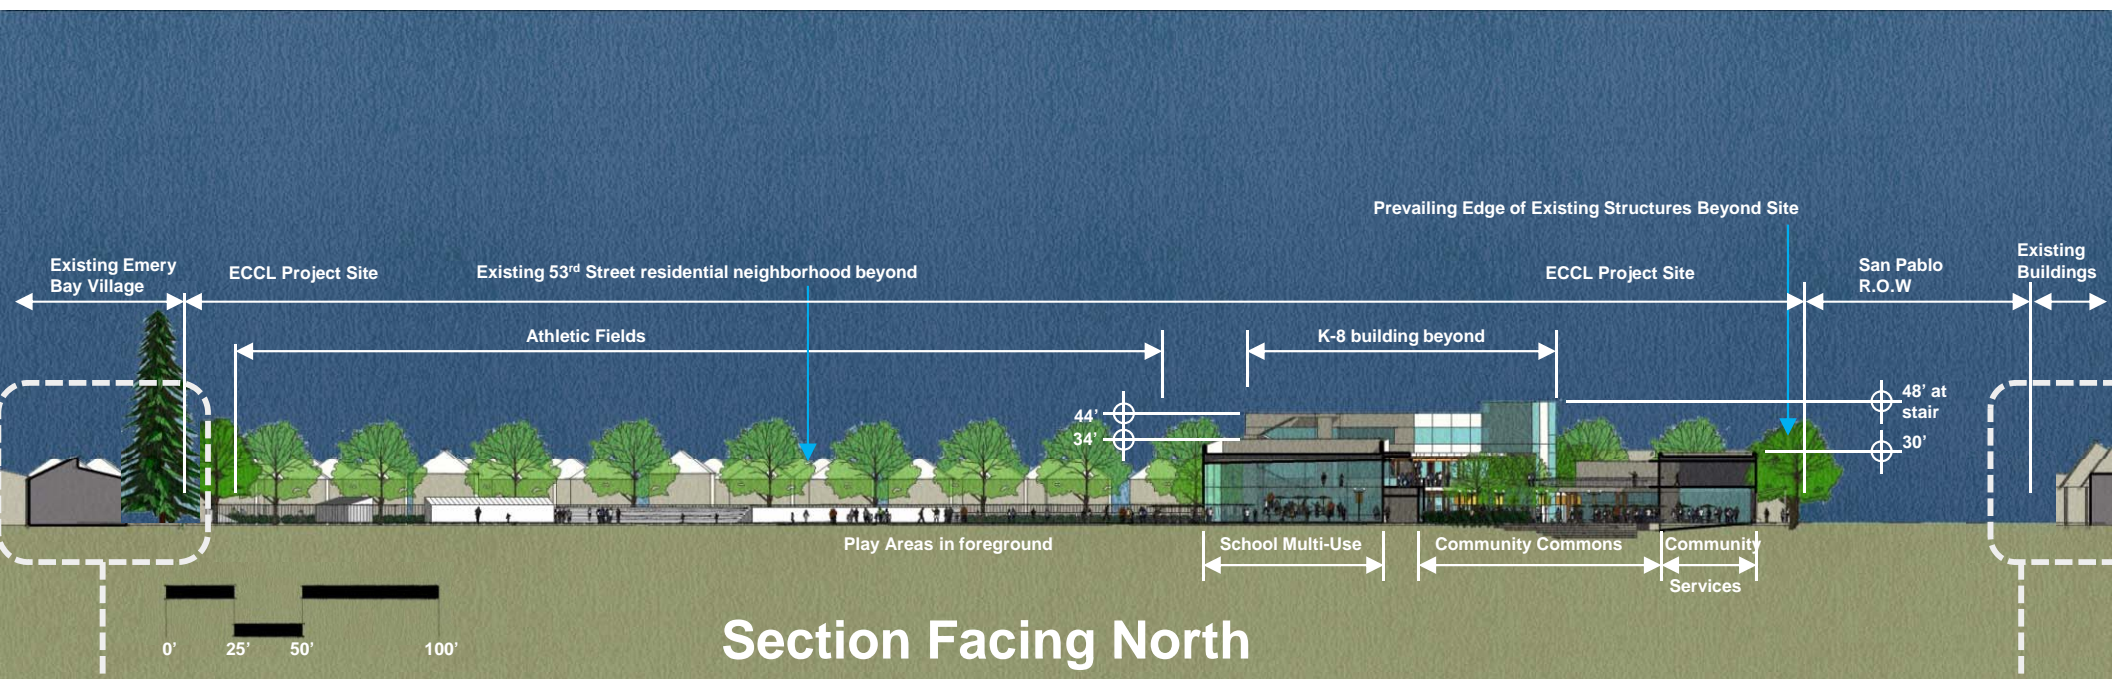 Prevailing Edge of Existing Structures Beyond Site
Existing Emery
Bay Village
ECCL Project Site
Existing 53rd Street residential neighborhood beyond
ECCL Project Site
San Pablo
R.O.W
Existing
Buildings
Athletic Fields
K-8 building beyond
44’
34’
48’ at
stair
30’
Play Areas in foreground
School Multi-Use
Community Commons
Community
Services
0’
25’
50’
100’
Section Facing North